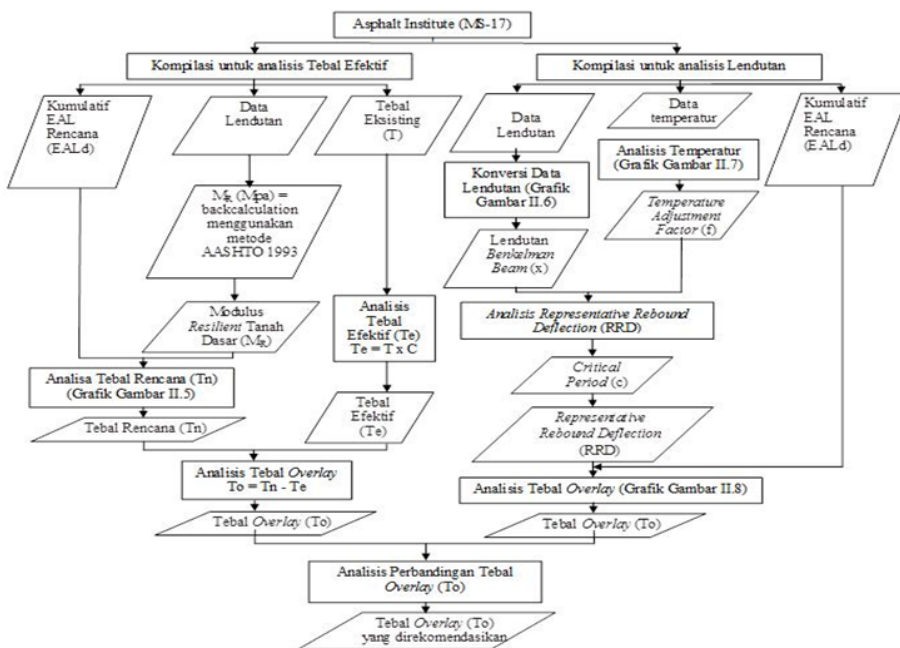 Asphalt Institute (MS-17)
Kompilasi untuk analisis Tebal Efektif
Kompilasi untuk analisis Lendutan
Kumulatif
EAL
Rencana
(EALd)
Data
Lendutan
Tebal
Eksisting
(T)
Data
Lendutan
Data
temperatur
Kumulatif
EAL
Rencana
(EALd)
Analisis Temperatur
(Grafik Gambar II.7)
Konversi Data
Lendutan (Grafik
Gambar II.6)
MR (Mpa) =
backcalculation
menggunakan
metode
AASHTO 1993
Temperature
Adjustment
Factor (f)
Lendutan
Benkelman
Beam (x)
Modulus
Resilient Tanah
Dasar (MR)
Analisis
Tebal
Efektif (Te)
Te = T x C
Analisis Representative Rebound
Deflection (RRD)
Analisa Tebal Rencana (Tn)
(Grafik Gambar II.5)
Critical
Period (c)
Tebal Rencana (Tn)
Tebal
Efektif
(Te)
Representative
Rebound Deflection
(RRD)
Analisis Tebal Overlay
To = Tn - Te
Analisis Tebal Overlay (Grafik Gambar II.8)
Tebal Overlay (To)
Tebal Overlay (To)
Analisis Perbandingan Tebal
Overlay (To)
Tebal Overlay (To)
yang direkomendasikan